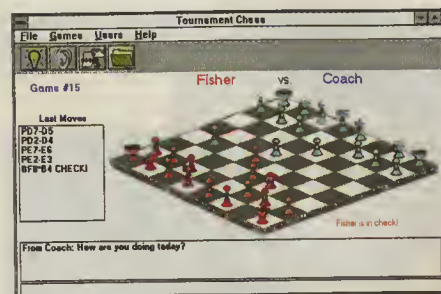 Tournament Chess
File Games Users Help
Fisher vs. Coach
Game #15
Last Moves
PD7-D5
PD2-D4
PE7-E6
PE2-E3
BF8*B4 CHECK!
Fisher is in check!
From Coach: How are you doing today?